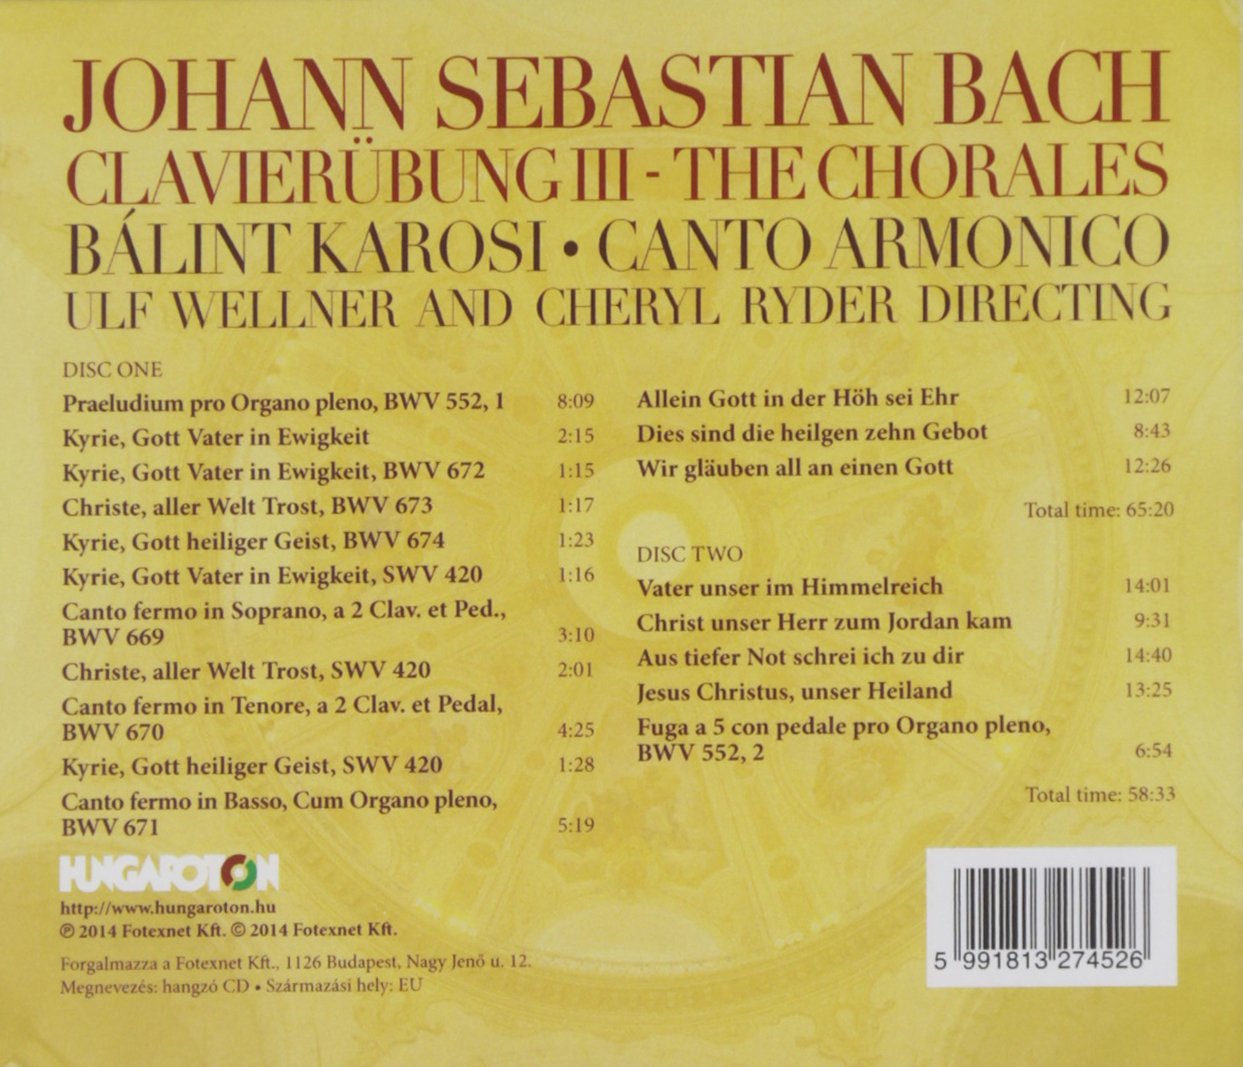 JOHANN SEBASTIAN BACH
CLAVIERÜBUNG III - THE CHORALES
BÁLINT KAROSI • CANTO ARMONICO
ULF WELLNER AND CHERYL RYDER DIRECTING
DISC ONE
Praeludium pro Organo pleno, BWV 552, 1 8:09
Kyrie, Gott Vater in Ewigkeit 2:15
Kyrie, Gott Vater in Ewigkeit, BWV 672 1:15
Christe, aller Welt Trost, BWV 673 1:17
Kyrie, Gott heiliger Geist, BWV 674 1:23
Kyrie, Gott Vater in Ewigkeit, SWV 420 1:16
Canto fermo in Soprano, a 2 Clav. et Ped.,
BWV 669 3:10
Christe, aller Welt Trost, SWV 420 2:01
Canto fermo in Tenore, a 2 Clav. et Pedal,
BWV 670 4:25
Kyrie, Gott heiliger Geist, SWV 420 1:28
Canto fermo in Basso, Cum Organo pleno,
BWV 671 5:19
Allein Gott in der Höh sei Ehr 12:07
Dies sind die heilgen zehn Gebot 8:43
Wir gläuben all an einen Gott 12:26
Total time: 65:20
DISC TWO
Vater unser im Himmelreich 14:01
Christ unser Herr zum Jordan kam 9:31
Aus tiefer Not schrei ich zu dir 14:40
Jesus Christus, unser Heiland 13:25
Fuga a 5 con pedale pro Organo pleno,
BWV 552, 2 6:54
Total time: 58:33
HUNGAROTON
http://www.hungaroton.hu
℗ 2014 Fotexnet Kft. © 2014 Fotexnet Kft.
Forgalmazza a Fotexnet Kft., 1126 Budapest, Nagy Jenő u. 12.
Megnevezés: hangzó CD • Származási hely: EU
5 991813 274526